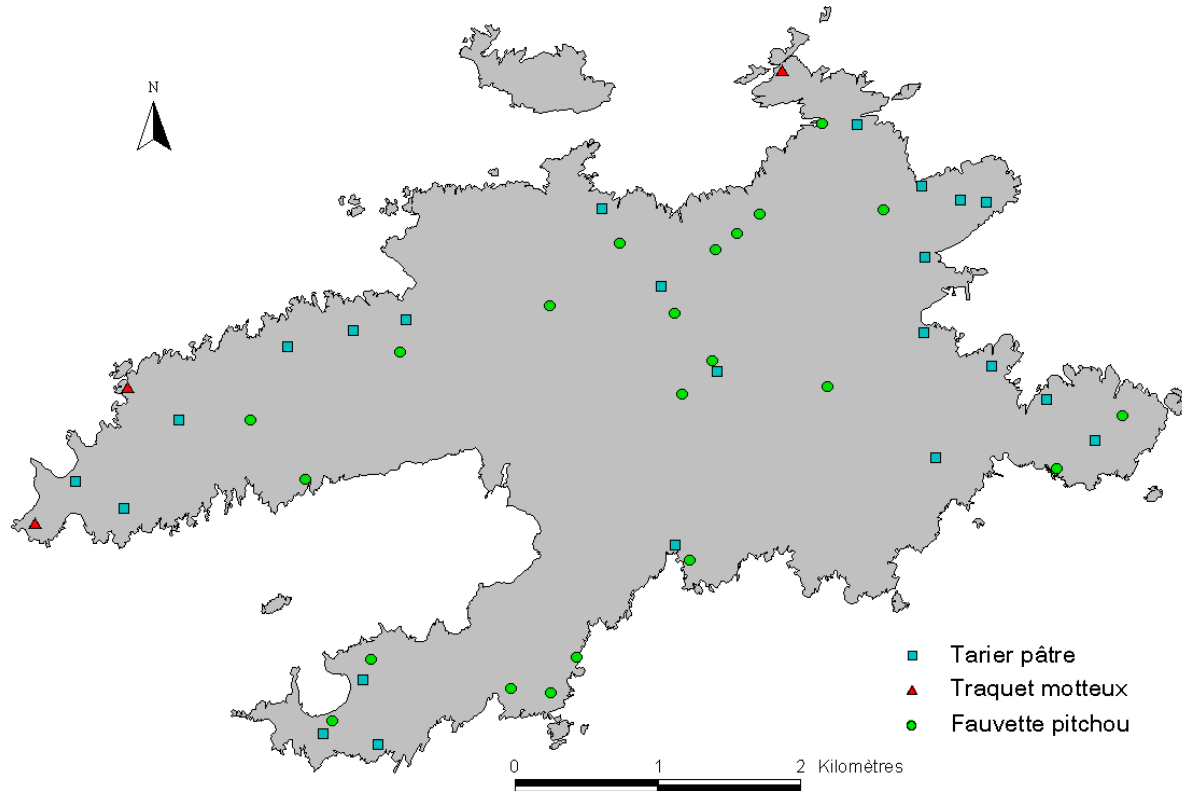 N
Tarier pâtre
Traquet motteux
Fauvette pitchou
0 1 2 Kilomètres